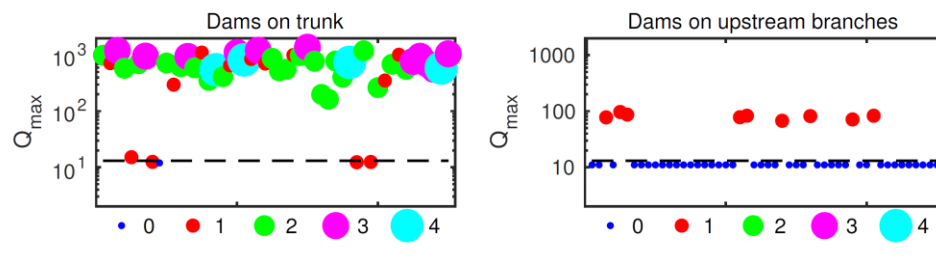 Dams on trunk
Q_max
10^3
10^2
10^1
0 1 2 3 4
Dams on upstream branches
Q_max
1000
100
10
0 1 2 3 4